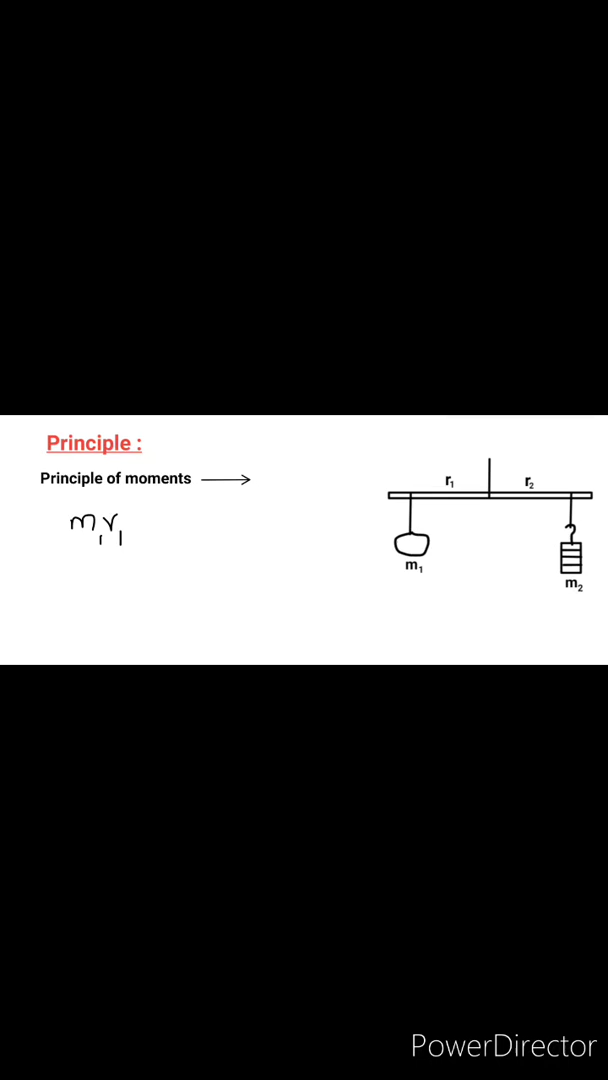 Principle :
Principle of moments ⟶
m₁r₁
r₁ r₂
m₁
m₂
PowerDirector